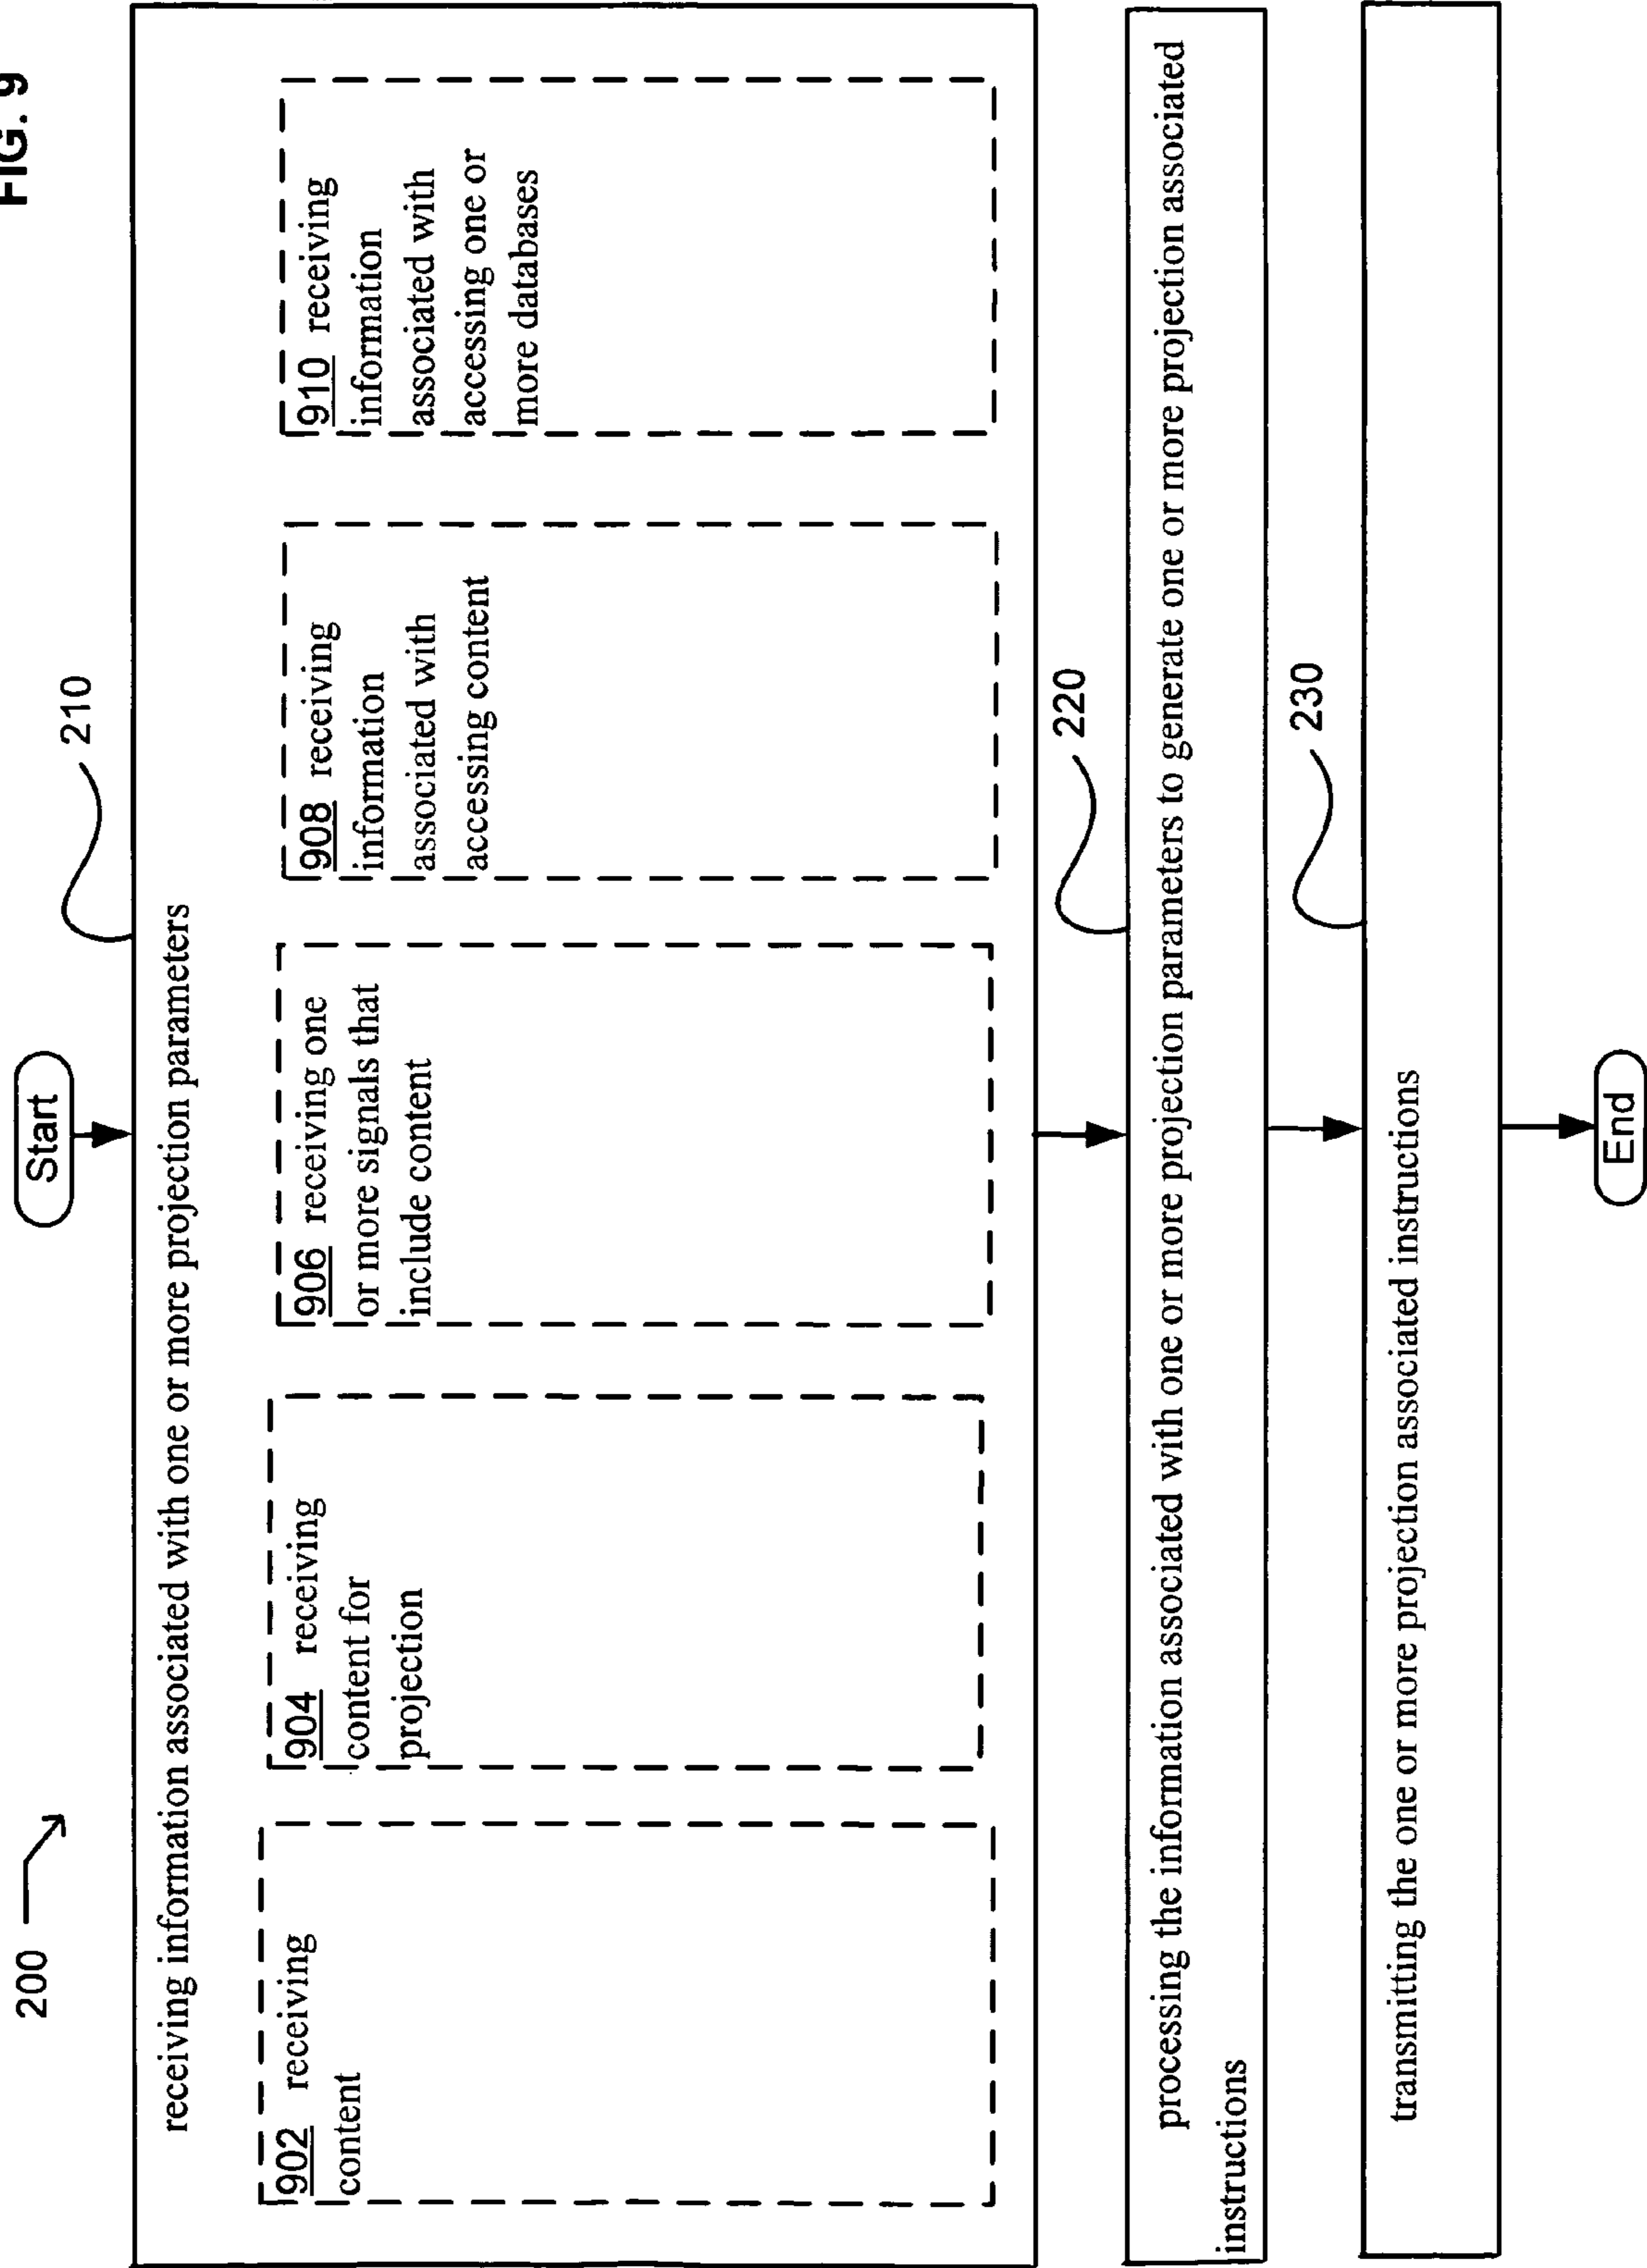 FIG. 9
200
Start
210
receiving information associated with one or more projection parameters
902 receiving
content
904 receiving
content for
projection
906 receiving one
or more signals that
include content
908 receiving
information
associated with
accessing content
910 receiving
information
associated with
accessing one or
more databases
220
processing the information associated with one or more projection parameters to generate one or more projection associated
instructions
230
transmitting the one or more projection associated instructions
End